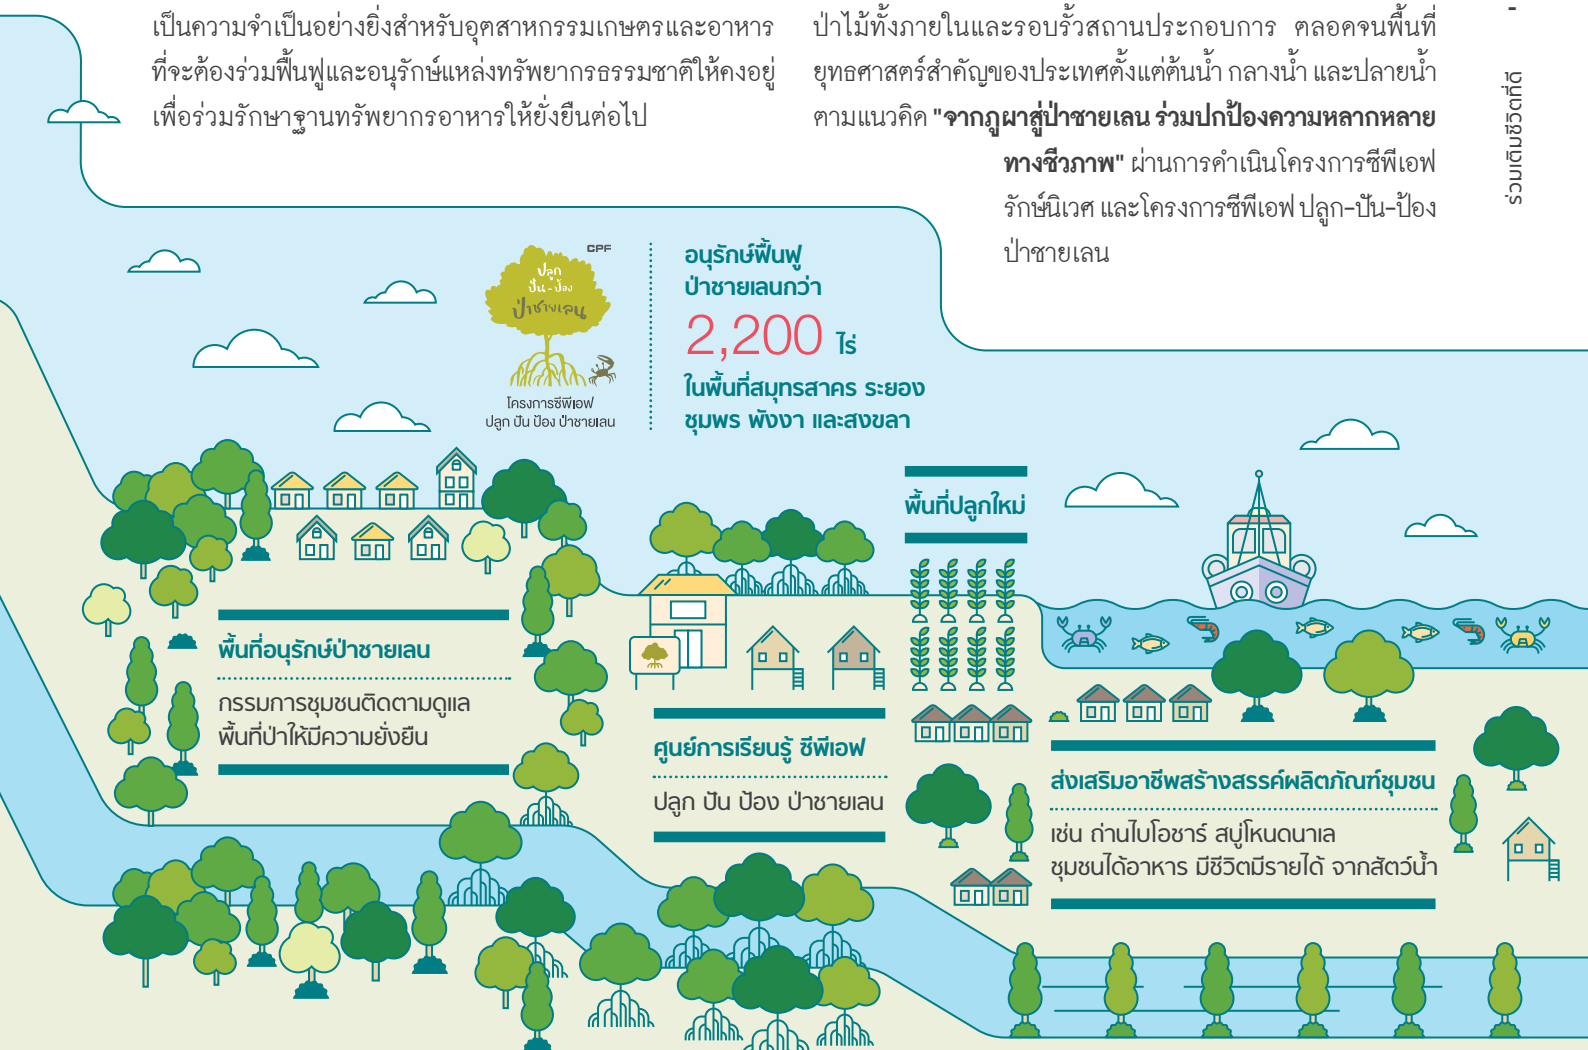 เป็นความจำเป็นอย่างยิ่งสำหรับอุตสาหกรรมเกษตรและอาหาร
ที่จะต้องร่วมฟื้นฟูและอนุรักษ์แหล่งทรัพยากรธรรมชาติให้คงอยู่
เพื่อร่วมรักษาฐานทรัพยากรอาหารให้ยั่งยืนต่อไป
ป่าไม้ทั้งภายในและรอบรั้วสถานประกอบการ ตลอดจนพื้นที่
ยุทธศาสตร์สำคัญของประเทศตั้งแต่ต้นน้ำ กลางน้ำ และปลายน้ำ
ตามแนวคิด "จากภูผาสู่ป่าชายเลน ร่วมปกป้องความหลากหลาย
ทางชีวภาพ" ผ่านการดำเนินโครงการซีพีเอฟ
รักษ์นิเวศ และโครงการซีพีเอฟ ปลูก-ปัน-ป้อง
ป่าชายเลน
ร่วมเติมชีวิตที่ดี
CPF
ปลูก
ปัน-ป้อง
ป่าชายเลน
โครงการซีพีเอฟ
ปลูก ปัน ป้อง ป่าชายเลน
อนุรักษ์ฟื้นฟู
ป่าชายเลนกว่า
2,200 ไร่
ในพื้นที่สมุทรสาคร ระยอง
ชุมพร พังงา และสงขลา
พื้นที่ปลูกใหม่
พื้นที่อนุรักษ์ป่าชายเลน
กรรมการชุมชนติดตามดูแล
พื้นที่ป่าให้มีความยั่งยืน
ศูนย์การเรียนรู้ ซีพีเอฟ
ปลูก ปัน ป้อง ป่าชายเลน
ส่งเสริมอาชีพสร้างสรรค์ผลิตภัณฑ์ชุมชน
เช่น ถ่านไบโอชาร์ สบู่โหนดนาเล
ชุมชนได้อาหาร มีชีวิตมีรายได้ จากสัตว์น้ำ